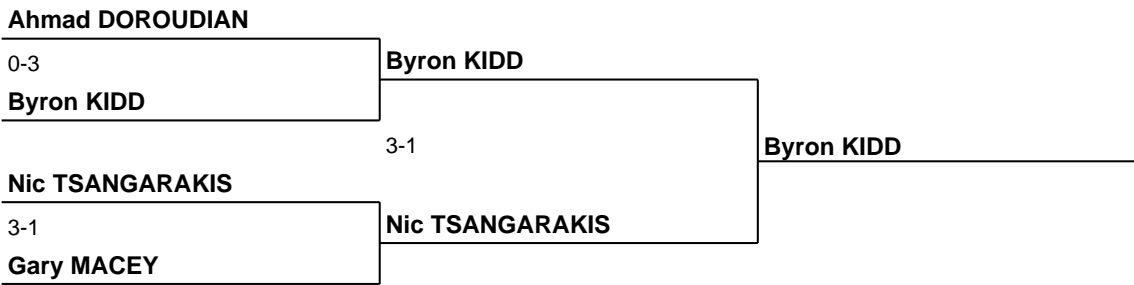 Ahmad DOROUDIAN
0-3
Byron KIDD
Byron KIDD
3-1
Byron KIDD
Nic TSANGARAKIS
3-1
Nic TSANGARAKIS
Gary MACEY